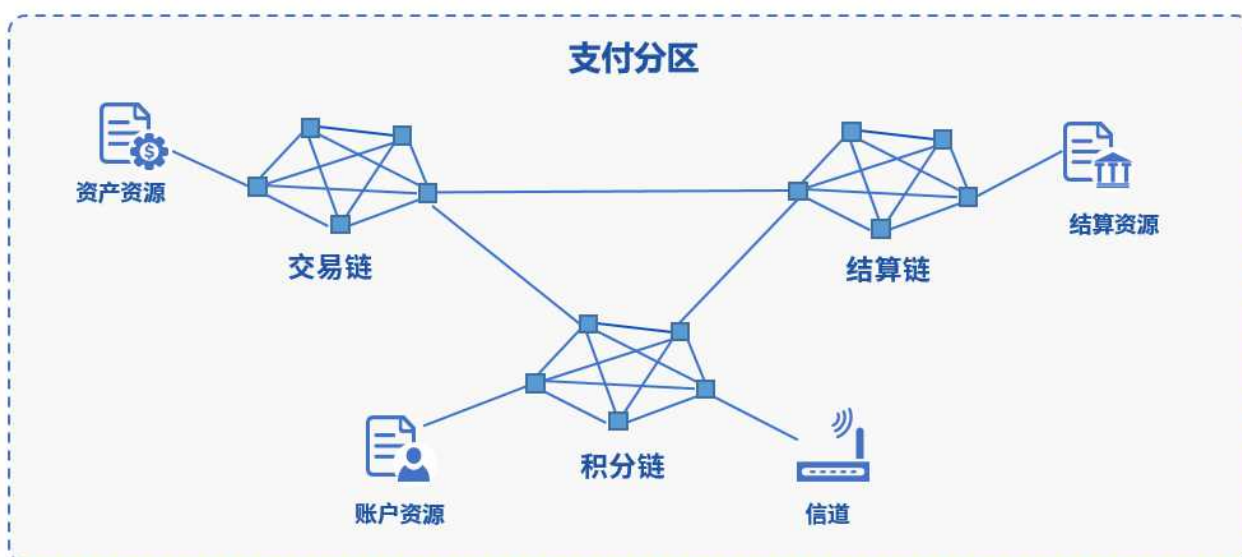 支付分区
资产资源
交易链
结算链
结算资源
积分链
账户资源
信道